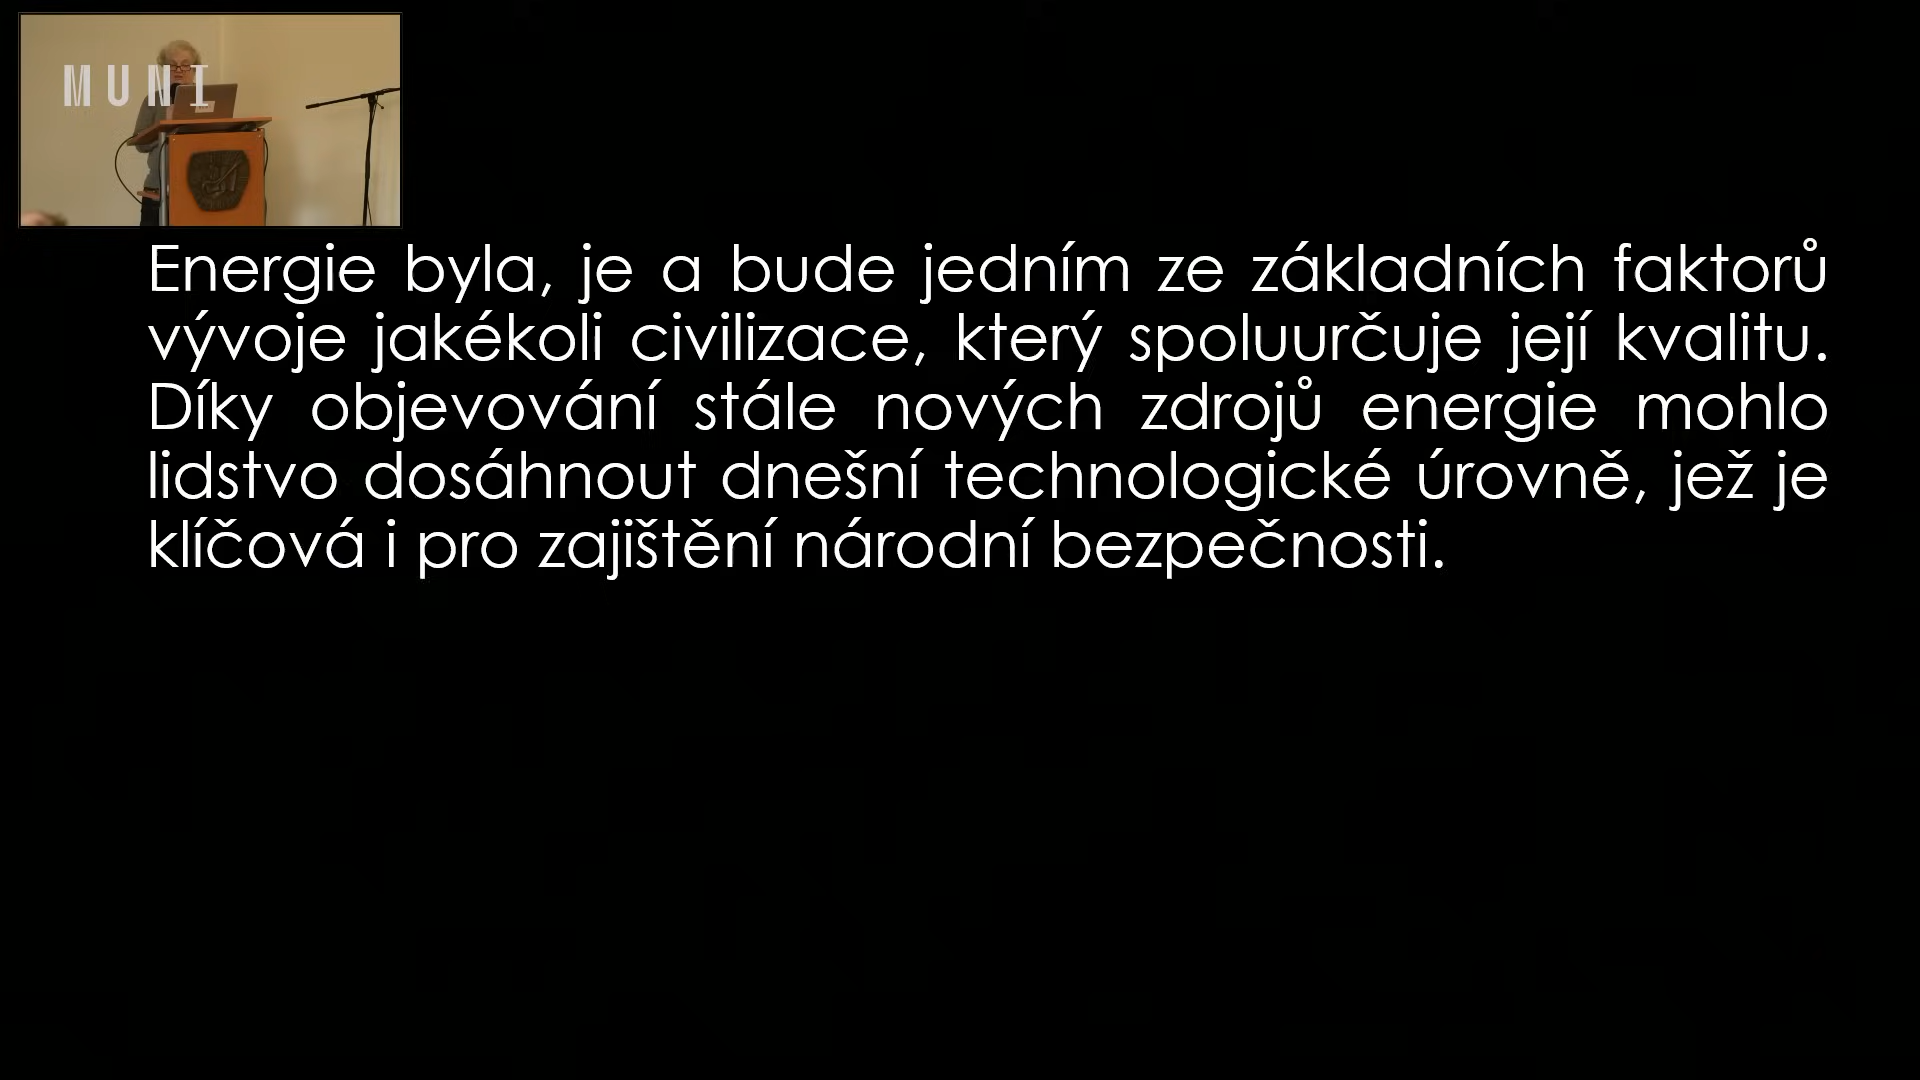 MUNI
Energie byla, je a bude jedním ze základních faktorů
vývoje jakékoli civilizace, který spoluurčuje její kvalitu.
Díky objevování stále nových zdrojů energie mohlo
lidstvo dosáhnout dnešní technologické úrovně, jež je
klíčová i pro zajištění národní bezpečnosti.